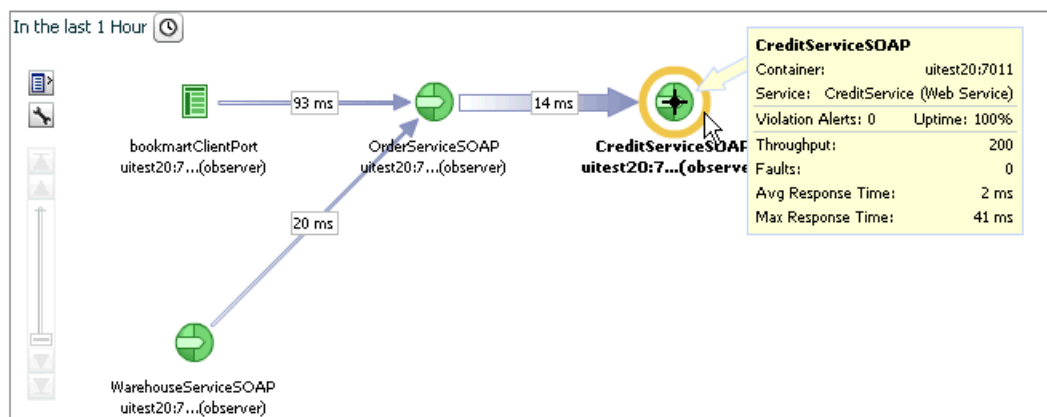 In the last 1 Hour
93 ms
14 ms
bookmartClientPort
uitest20:7...(observer)
OrderServiceSOAP
uitest20:7...(observer)
CreditServiceSOAP
uitest20:7...(observe
20 ms
WarehouseServiceSOAP
uitest20:7...(observer)
CreditServiceSOAP
Container: uitest20:7011
Service: CreditService (Web Service)
Violation Alerts: 0 Uptime: 100%
Throughput: 200
Faults: 0
Avg Response Time: 2 ms
Max Response Time: 41 ms